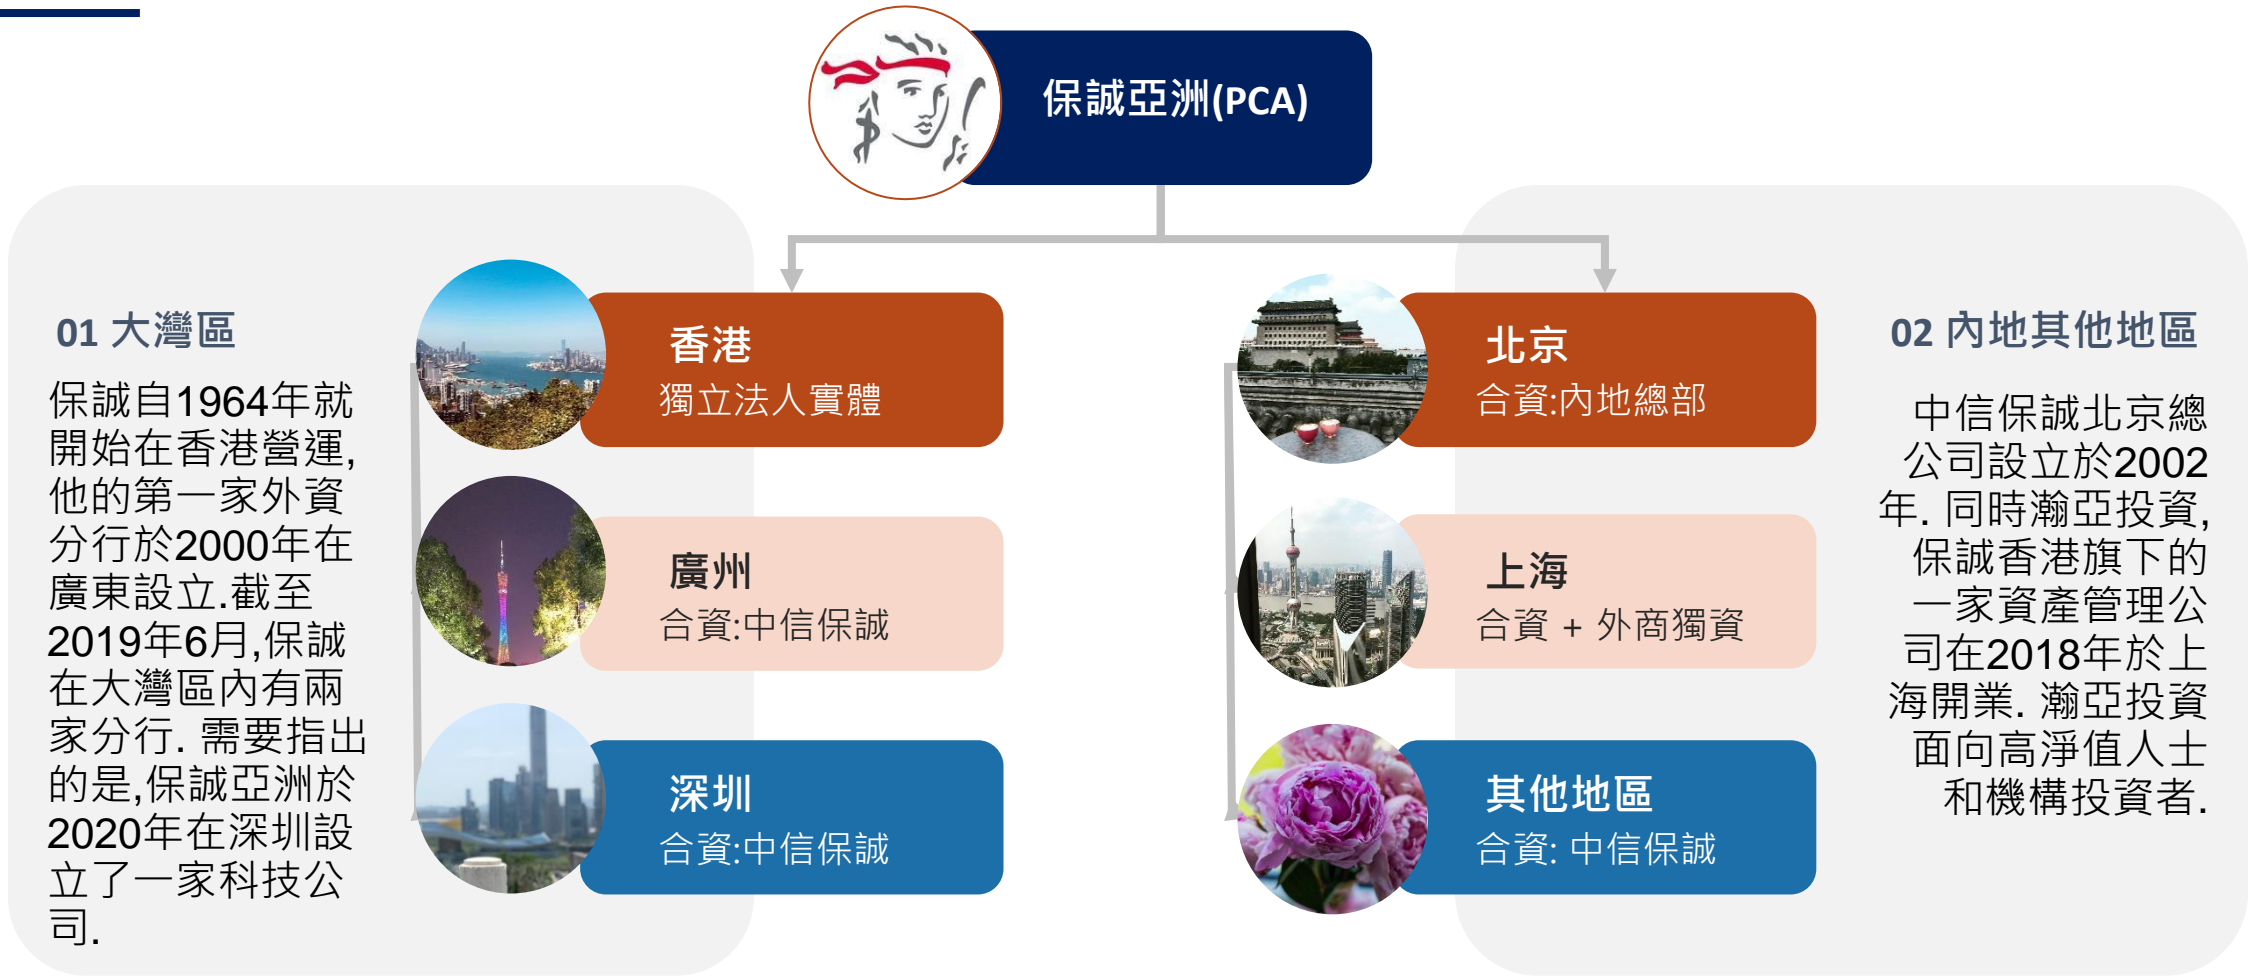 保誠亞洲(PCA)
01 大灣區
保誠自1964年就
開始在香港營運,
他的第一家外資
分行於2000年在
廣東設立.截至
2019年6月,保誠
在大灣區內有兩
家分行. 需要指出
的是,保誠亞洲於
2020年在深圳設
立了一家科技公
司.
香港
獨立法人實體
廣州
合資:中信保誠
深圳
合資:中信保誠
北京
合資:內地總部
上海
合資 + 外商獨資
其他地區
合資: 中信保誠
02 內地其他地區
中信保誠北京總
公司設立於2002
年. 同時瀚亞投資,
保誠香港旗下的
一家資產管理公
司在2018年於上
海開業. 瀚亞投資
面向高淨值人士
和機構投資者.